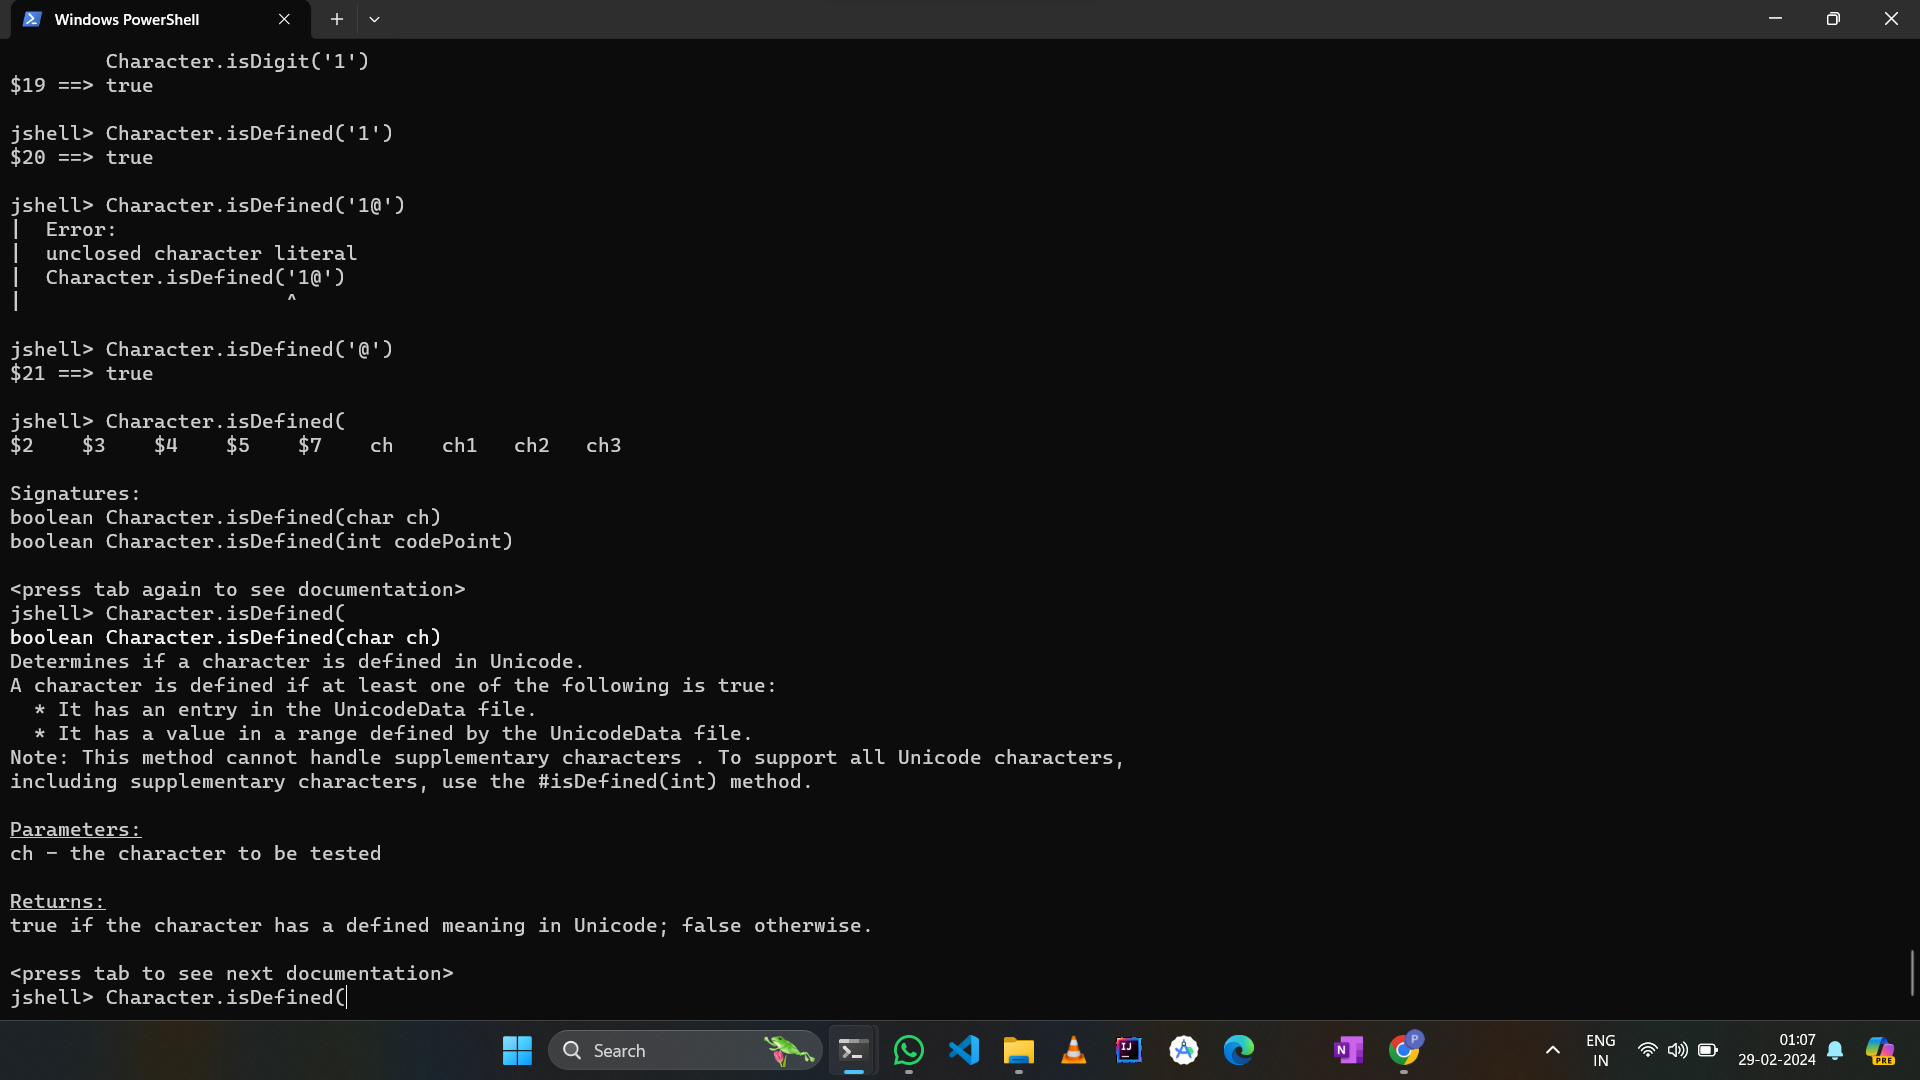 Windows PowerShell
Character.isDigit('1')
$19 ==> true
jshell> Character.isDefined('1')
$20 ==> true
jshell> Character.isDefined('1@')
|  Error:
|  unclosed character literal
|  Character.isDefined('1@')
|                      ^
jshell> Character.isDefined('@')
$21 ==> true
jshell> Character.isDefined(
$2    $3    $4    $5    $7    ch    ch1   ch2   ch3
Signatures:
boolean Character.isDefined(char ch)
boolean Character.isDefined(int codePoint)
<press tab again to see documentation>
jshell> Character.isDefined(
boolean Character.isDefined(char ch)
Determines if a character is defined in Unicode.
A character is defined if at least one of the following is true:
* It has an entry in the UnicodeData file.
* It has a value in a range defined by the UnicodeData file.
Note: This method cannot handle supplementary characters . To support all Unicode characters,
including supplementary characters, use the #isDefined(int) method.
Parameters:
ch – the character to be tested
Returns:
true if the character has a defined meaning in Unicode; false otherwise.
<press tab to see next documentation>
jshell> Character.isDefined(
Search
IJ
N
P
ENG
IN
01:07
29-02-2024
PRE